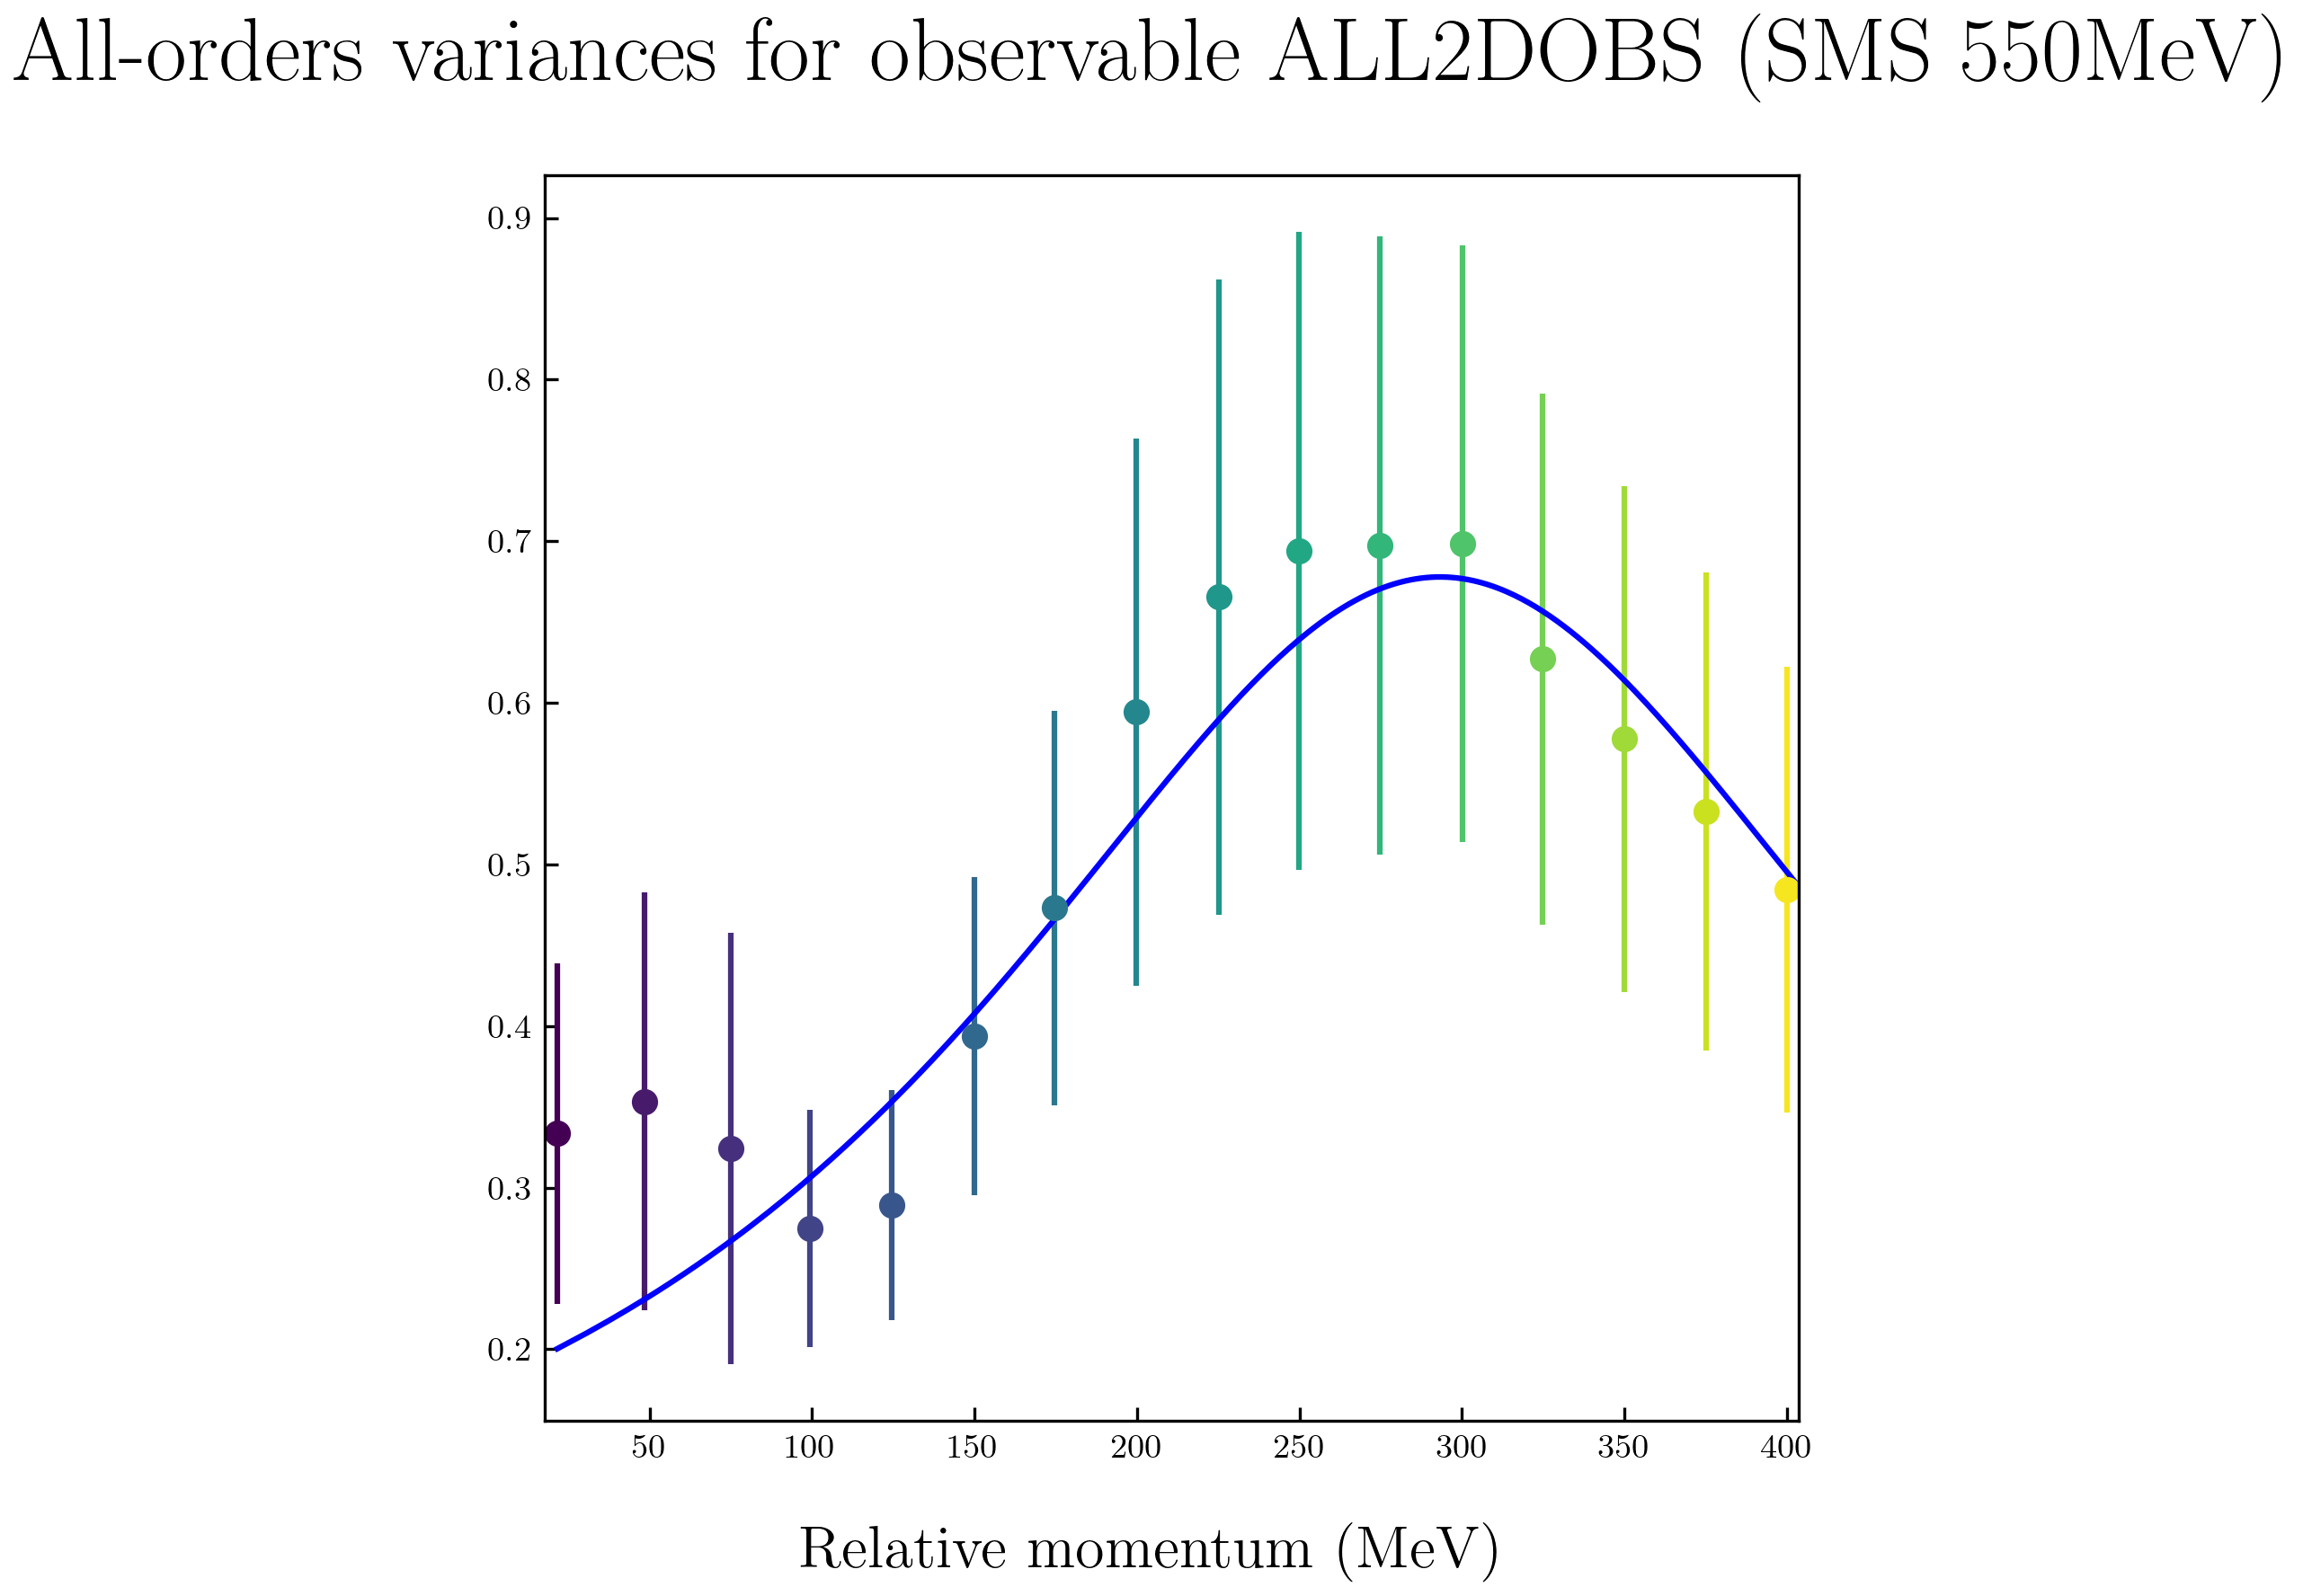 All-orders variances for observable ALL2DOBS (SMS 550MeV)
0.9
0.8
0.7
0.6
0.5
0.4
0.3
0.2
50 100 150 200 250 300 350 400
Relative momentum (MeV)